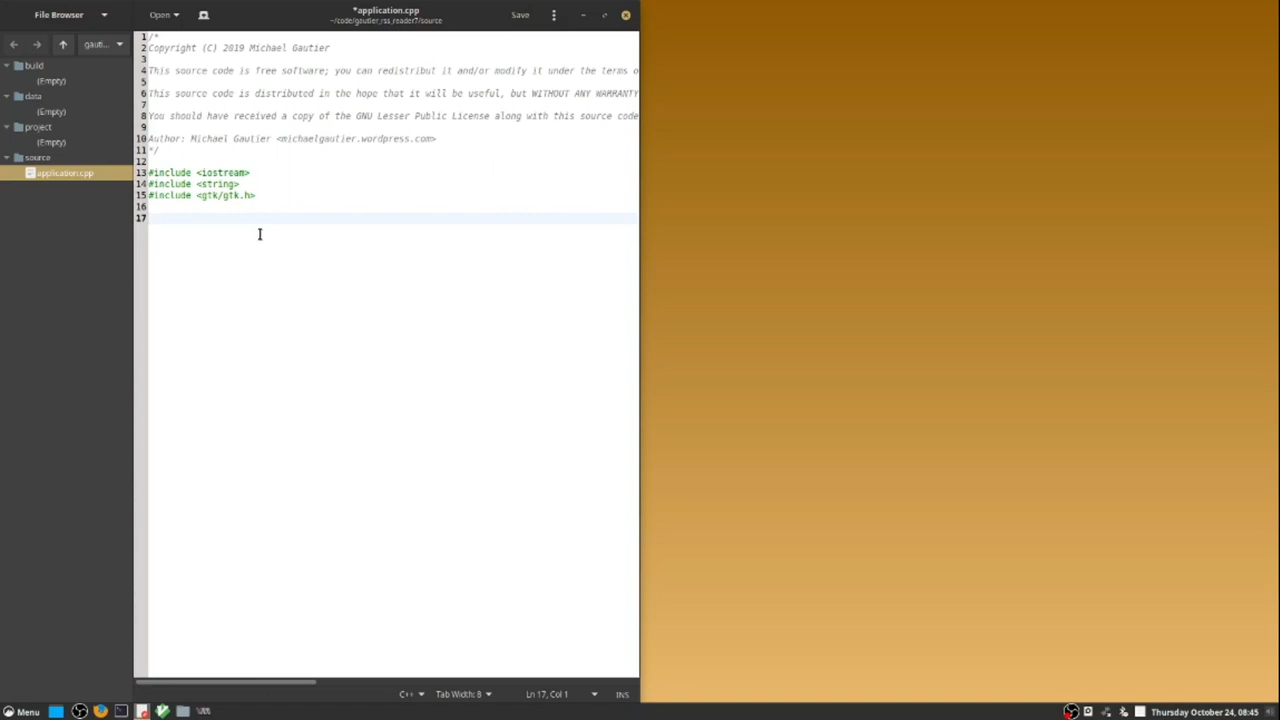 File Browser
Open
*application.cpp
~/code/gautier_rss_reader7/source
Save
gauti...
build
(Empty)
data
(Empty)
project
(Empty)
source
application.cpp
1 /*
2 Copyright (C) 2019 Michael Gautier
3
4 This source code is free software; you can redistribut it and/or modify it under the terms o
5
6 This source code is distributed in the hope that it will be useful, but WITHOUT ANY WARRANTY
7
8 You should have received a copy of the GNU Lesser Public License along with this source code
9
10 Author: Michael Gautier <michaelgautier.wordpress.com>
11 */
12
13 #include <iostream>
14 #include <string>
15 #include <gtk/gtk.h>
16
17
C++
Tab Width: 8
Ln 17, Col 1
INS
Menu
Thursday October 24, 08:45